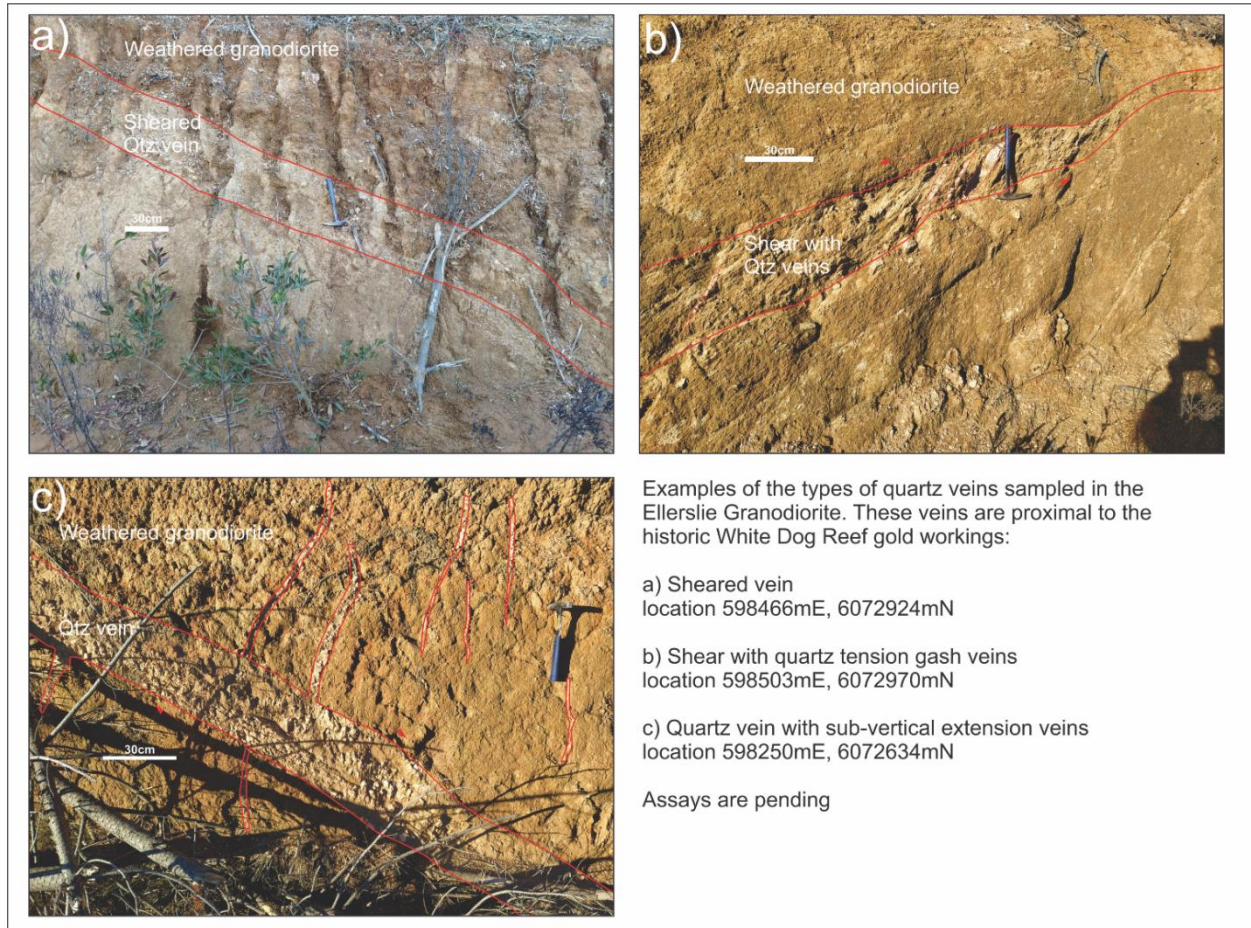 a)
Weathered granodiorite
Sheared
Qtz vein
30cm
b)
Weathered granodiorite
30cm
Shear with
Qtz veins
c)
Weathered granodiorite
Qtz vein
30cm
Examples of the types of quartz veins sampled in the
Ellerslie Granodiorite. These veins are proximal to the
historic White Dog Reef gold workings:
a) Sheared vein
location 598466mE, 6072924mN
b) Shear with quartz tension gash veins
location 598503mE, 6072970mN
c) Quartz vein with sub-vertical extension veins
location 598250mE, 6072634mN
Assays are pending